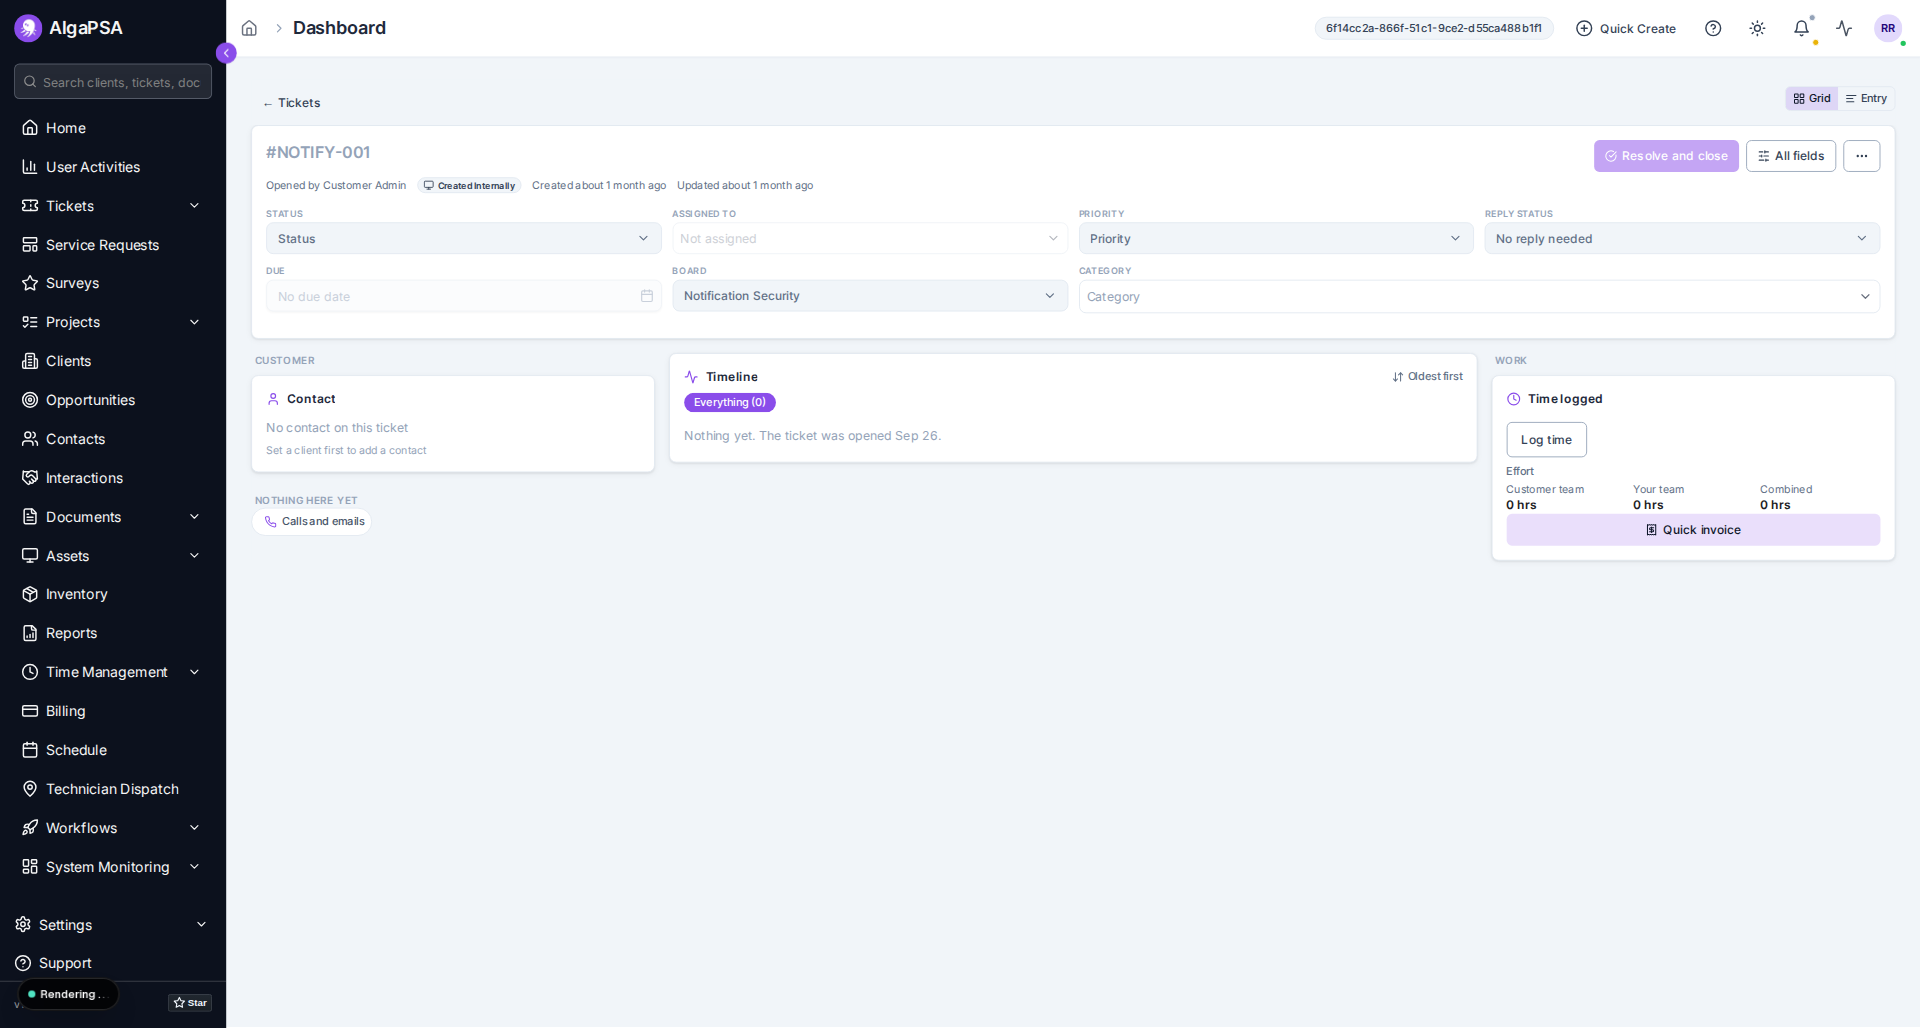 AlgaPSA
Dashboard
6f14cc2a-866f-51c1-9ce2-d55ca488b1f1
Quick Create
RR
Search clients, tickets, doc
Home
User Activities
Tickets
Service Requests
Surveys
Projects
Clients
Opportunities
Contacts
Interactions
Documents
Assets
Inventory
Reports
Time Management
Billing
Schedule
Technician Dispatch
Workflows
System Monitoring
Settings
Support
Rendering...
Star
← Tickets
Grid
Entry
#NOTIFY-001
Resolve and close
All fields
Opened by Customer Admin
Created Internally
Created about 1 month ago
Updated about 1 month ago
STATUS
ASSIGNED TO
PRIORITY
REPLY STATUS
Status
Not assigned
Priority
No reply needed
DUE
BOARD
CATEGORY
No due date
Notification Security
Category
CUSTOMER
Contact
No contact on this ticket
Set a client first to add a contact
NOTHING HERE YET
Calls and emails
Timeline
Oldest first
Everything (0)
Nothing yet. The ticket was opened Sep 26.
WORK
Time logged
Log time
Effort
Customer team
Your team
Combined
0 hrs
0 hrs
0 hrs
Quick invoice